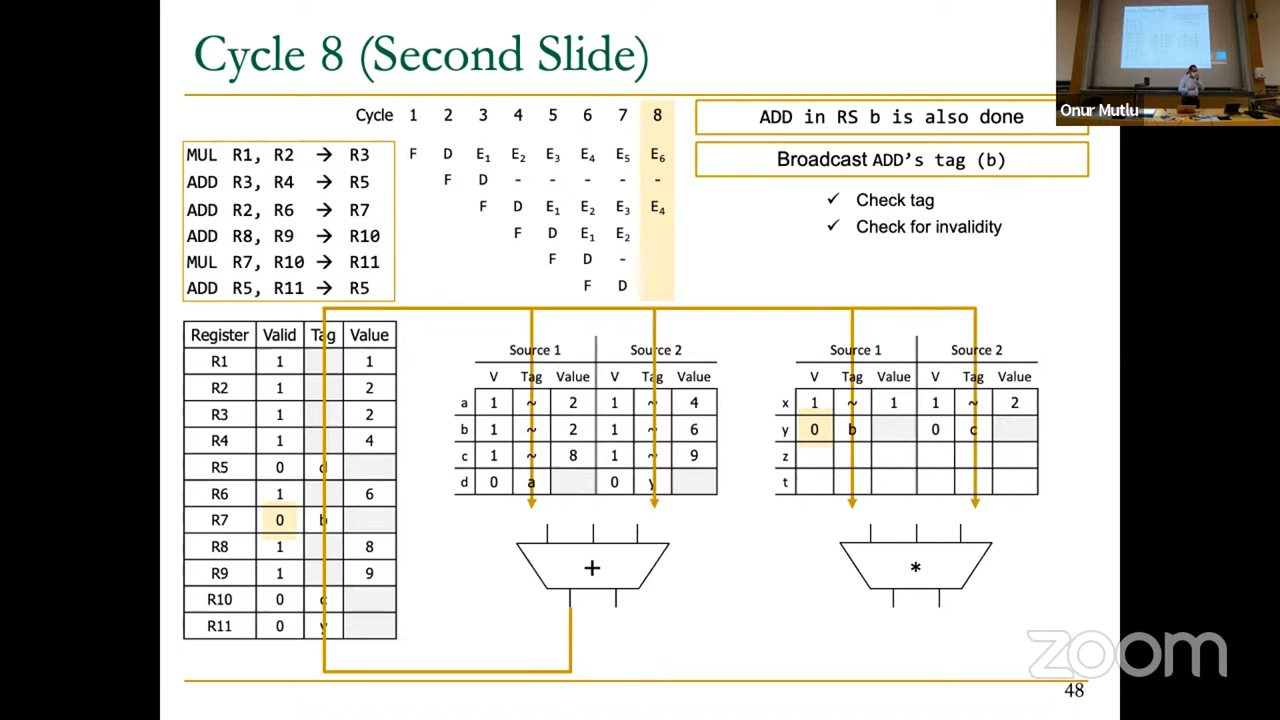 Cycle 8 (Second Slide)
Onur Mutlu
Cycle 1 2 3 4 5 6 7 8
MUL R1, R2 → R3 F D E₁ E₂ E₃ E₄ E₅ E₆
ADD R3, R4 → R5 F D - - - - -
ADD R2, R6 → R7 F D E₁ E₂ E₃ E₄
ADD R8, R9 → R10 F D E₁ E₂
MUL R7, R10 → R11 F D -
ADD R5, R11 → R5 F D
ADD in RS b is also done
Broadcast ADD's tag (b)
✓ Check tag
✓ Check for invalidity
Register Valid Tag Value
R1 1 1
R2 1 2
R3 1 2
R4 1 4
R5 0 d
R6 1 6
R7 0 b
R8 1 8
R9 1 9
R10 0 c
R11 0 y
Source 1 Source 2
V Tag Value V Tag Value
a 1 ~ 2 1 ~ 4
b 1 ~ 2 1 ~ 6
c 1 ~ 8 1 ~ 9
d 0 a 0 y
+
Source 1 Source 2
V Tag Value V Tag Value
x 1 ~ 1 1 ~ 2
y 0 b 0 c
z
t
*
zoom
48